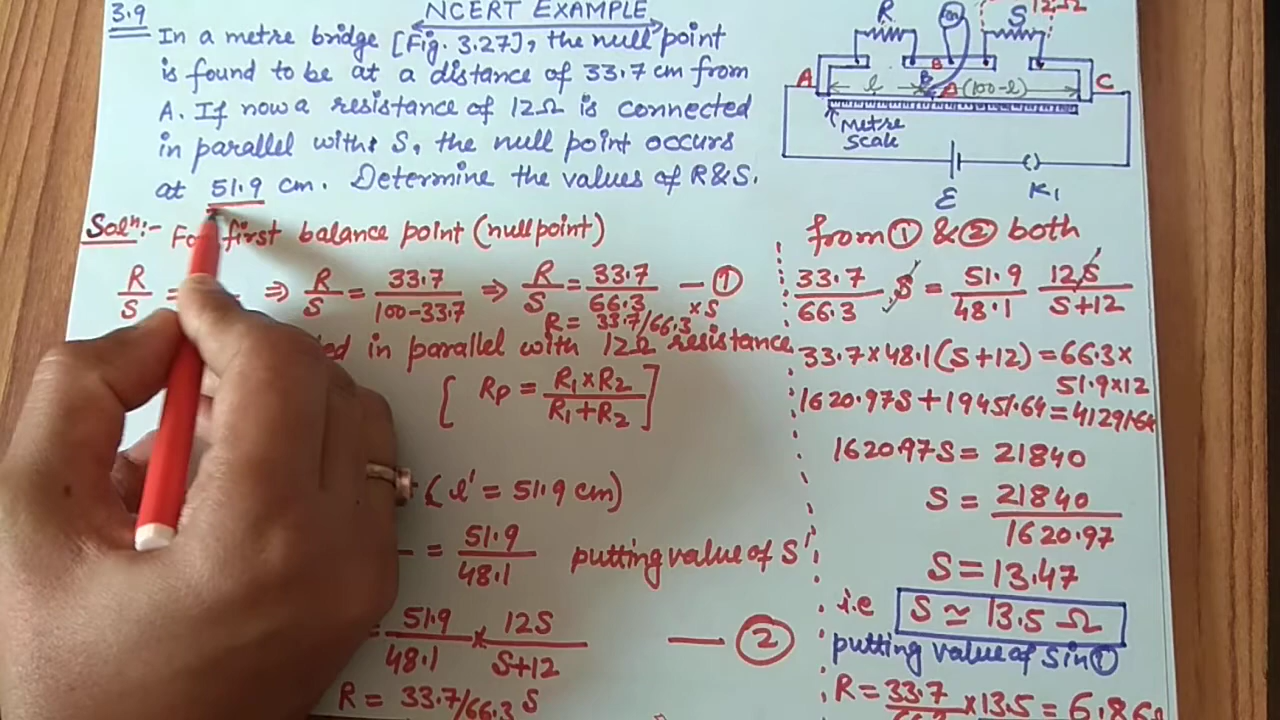 3.9 NCERT EXAMPLE
In a metre bridge [Fig. 3.27], the null point
is found to be at a distance of 33.7 cm from
A. If now a resistance of 12Ω is connected
in parallel with S, the null point occurs
at 51.9 cm. Determine the values of R&S.
R S 12Ω
B
A l (100-l) C
Metre
Scale
ε K1
Solⁿ:- first balance point (null point)
R/S = ⇒ R/S = 33.7/100-33.7 ⇒ R/S = 33.7/66.3 — ①
R = 33.7/66.3 × S
in parallel with 12Ω resistance
[ Rp = R1×R2/R1+R2 ]
(l' = 51.9 cm)
= 51.9/48.1 putting value of S'
= 51.9/48.1 × 12S/S+12 — ②
R = 33.7/66.3 S
from ① & ② both
33.7/66.3 S = 51.9/48.1 12S/S+12
33.7×48.1(S+12) = 66.3×
51.9×12
1620.97S + 19451.64 = 41291.64
1620.97S = 21840
S = 21840/1620.97
S = 13.47
i.e S ≃ 13.5 Ω
putting value of S in ①
R = 33.7/66.3 ×13.5 = 6.86